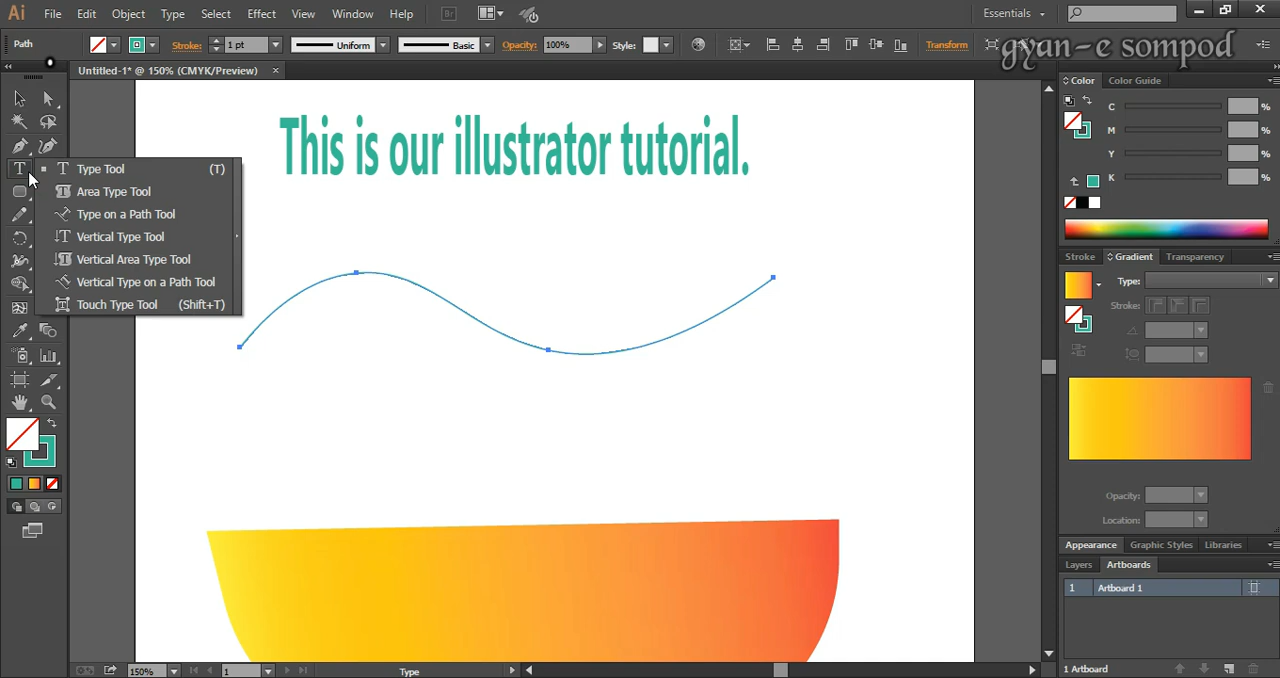 Ai File Edit Object Type Select Effect View Window Help Br Essentials
Path Stroke: 1 pt Uniform Basic Opacity: 100% Style: Transform
gyan-e sompod
Untitled-1* @ 150% (CMYK/Preview) ×
Color Color Guide
C %
M %
Y %
K %
This is our illustrator tutorial.
T Type Tool (T)
Area Type Tool
Type on a Path Tool
Vertical Type Tool
Vertical Area Type Tool
Vertical Type on a Path Tool
Touch Type Tool (Shift+T)
Stroke Gradient Transparency
Type:
Stroke:
Opacity:
Location:
Appearance Graphic Styles Libraries
Layers Artboards
1 Artboard 1
1 Artboard
150% 1 Type